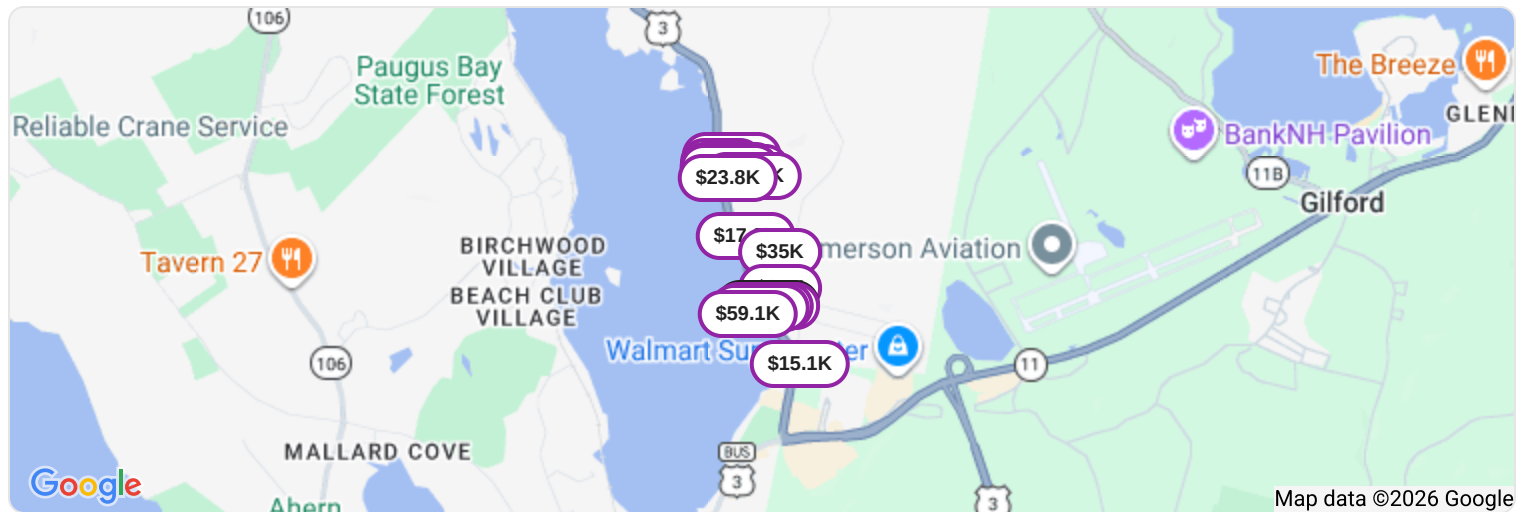 106
3
Paugus Bay
State Forest
The Breeze
GLEN
Reliable Crane Service
BankNH Pavilion
11B
$23.8K
K
Gilford
$17
$35K
merson Aviation
Tavern 27
BIRCHWOOD
VILLAGE
BEACH CLUB
VILLAGE
$59.1K
Walmart Su
er
$15.1K
106
11
MALLARD COVE
BUS
3
3
Google
Ahern
Map data ©2026 Google